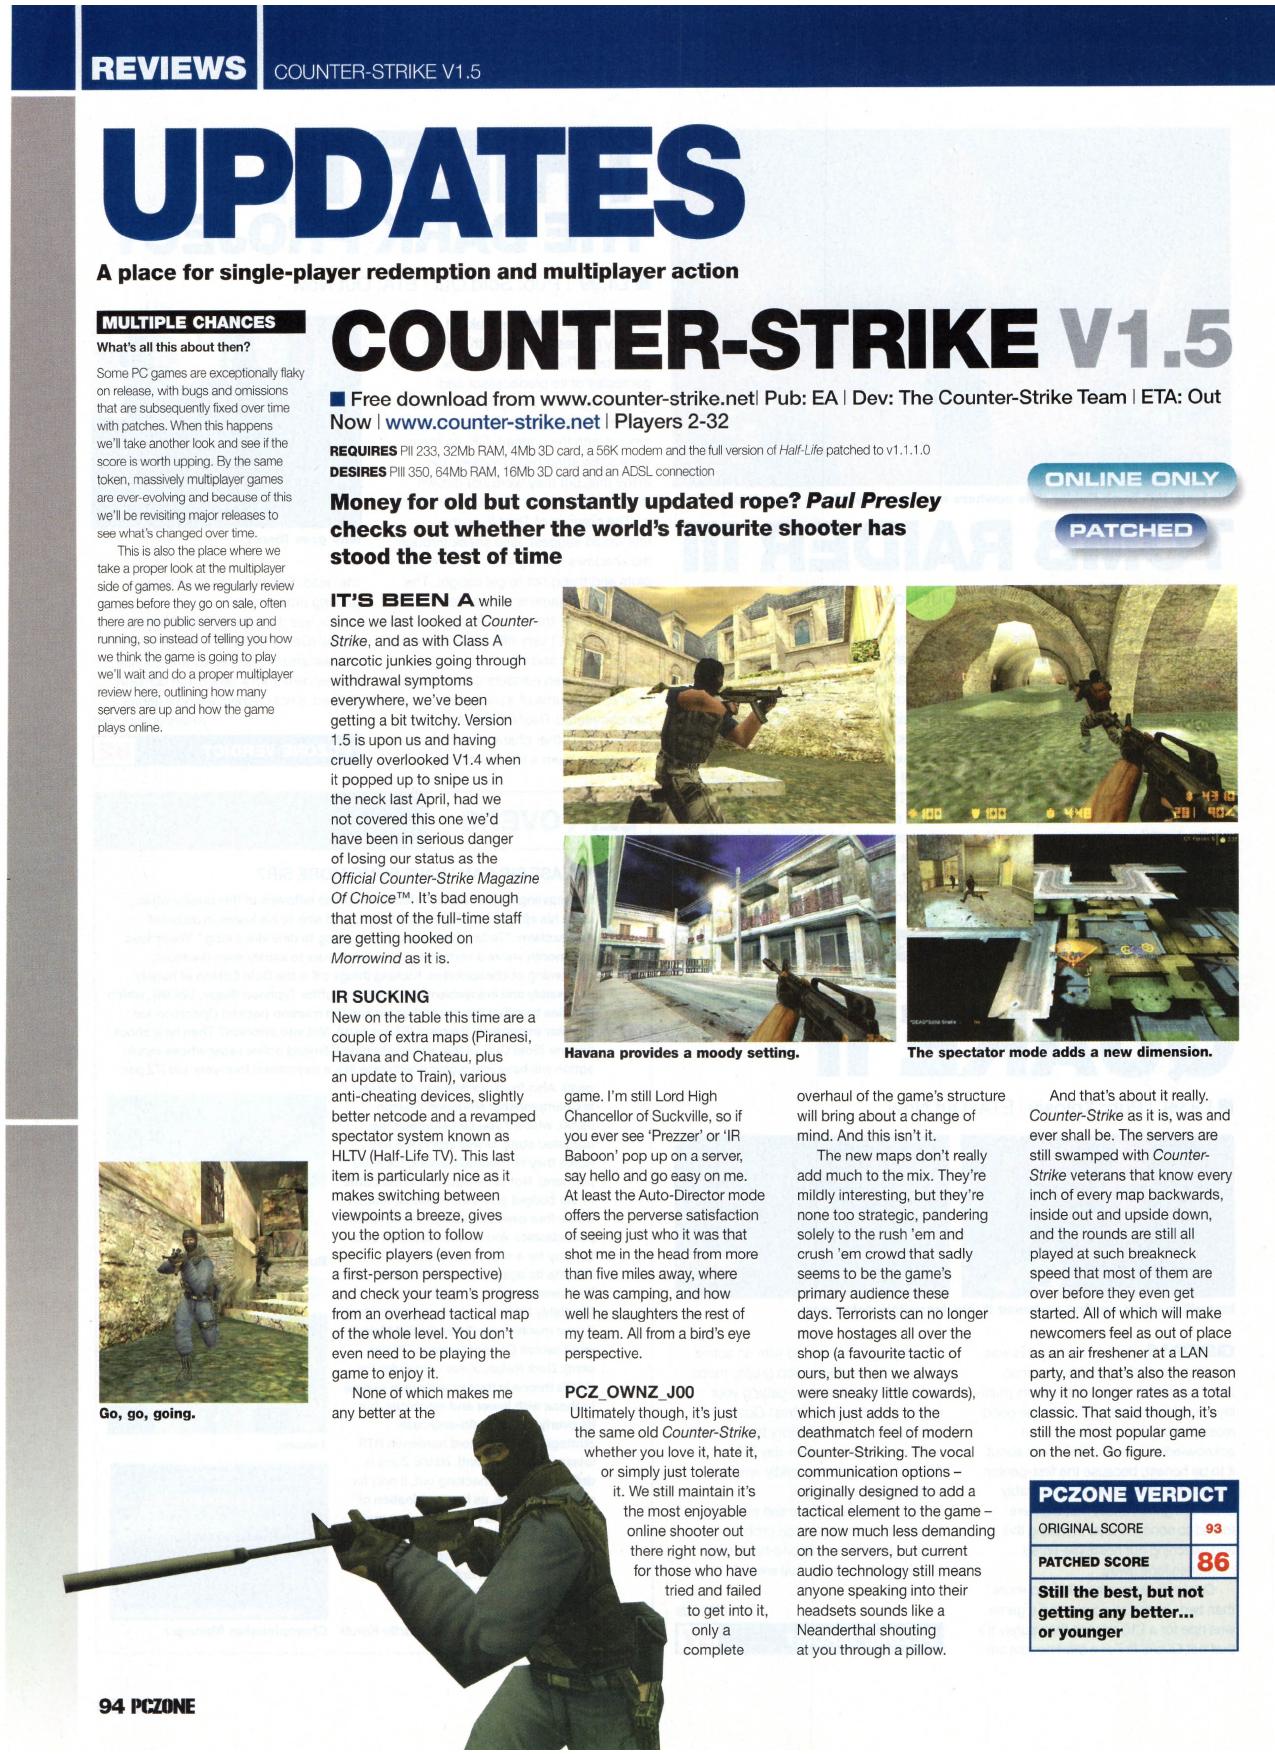 REVIEWS
COUNTER-STRIKE V1.5
UPDATES
A place for single-player redemption and multiplayer action
MULTIPLE CHANCES
What's all this about then?
Some PC games are exceptionally flaky
on release, with bugs and omissions
that are subsequently fixed over time
with patches. When this happens
we'll take another look and see if the
score is worth upping. By the same
token, massively multiplayer games
are ever-evolving and because of this
we'll be revisiting major releases to
see what's changed over time.
This is also the place where we
take a proper look at the multiplayer
side of games. As we regularly review
games before they go on sale, often
there are no public servers up and
running, so instead of telling you how
we think the game is going to play
we'll wait and do a proper multiplayer
review here, outlining how many
servers are up and how the game
plays online.
COUNTER-STRIKE V1.5
Free download from www.counter-strike.net| Pub: EA | Dev: The Counter-Strike Team | ETA: Out
Now | www.counter-strike.net | Players 2-32
REQUIRES PII 233, 32Mb RAM, 4Mb 3D card, a 56K modem and the full version of Half-Life patched to v1.1.1.0
DESIRES PIII 350, 64Mb RAM, 16Mb 3D card and an ADSL connection
ONLINE ONLY
PATCHED
Money for old but constantly updated rope? Paul Presley
checks out whether the world's favourite shooter has
stood the test of time
IT'S BEEN A while
since we last looked at Counter-
Strike, and as with Class A
narcotic junkies going through
withdrawal symptoms
everywhere, we've been
getting a bit twitchy. Version
1.5 is upon us and having
cruelly overlooked V1.4 when
it popped up to snipe us in
the neck last April, had we
not covered this one we'd
have been in serious danger
of losing our status as the
Official Counter-Strike Magazine
Of Choice™. It's bad enough
that most of the full-time staff
are getting hooked on
Morrowind as it is.
IR SUCKING
New on the table this time are a
couple of extra maps (Piranesi,
Havana and Chateau, plus
an update to Train), various
anti-cheating devices, slightly
better netcode and a revamped
spectator system known as
HLTV (Half-Life TV). This last
item is particularly nice as it
makes switching between
viewpoints a breeze, gives
you the option to follow
specific players (even from
a first-person perspective)
and check your team's progress
from an overhead tactical map
of the whole level. You don't
even need to be playing the
game to enjoy it.
None of which makes me
any better at the
Havana provides a moody setting.
The spectator mode adds a new dimension.
game. I'm still Lord High
Chancellor of Suckville, so if
you ever see 'Prezzer' or 'IR
Baboon' pop up on a server,
say hello and go easy on me.
At least the Auto-Director mode
offers the perverse satisfaction
of seeing just who it was that
shot me in the head from more
than five miles away, where
he was camping, and how
well he slaughters the rest of
my team. All from a bird's eye
perspective.
PCZ_OWNZ_J00
Ultimately though, it's just
the same old Counter-Strike,
whether you love it, hate it,
or simply just tolerate
it. We still maintain it's
the most enjoyable
online shooter out
there right now, but
for those who have
tried and failed
to get into it,
only a
complete
overhaul of the game's structure
will bring about a change of
mind. And this isn't it.
The new maps don't really
add much to the mix. They're
mildly interesting, but they're
none too strategic, pandering
solely to the rush 'em and
crush 'em crowd that sadly
seems to be the game's
primary audience these
days. Terrorists can no longer
move hostages all over the
shop (a favourite tactic of
ours, but then we always
were sneaky little cowards),
which just adds to the
deathmatch feel of modern
Counter-Striking. The vocal
communication options –
originally designed to add a
tactical element to the game –
are now much less demanding
on the servers, but current
audio technology still means
anyone speaking into their
headsets sounds like a
Neanderthal shouting
at you through a pillow.
And that's about it really.
Counter-Strike as it is, was and
ever shall be. The servers are
still swamped with Counter-
Strike veterans that know every
inch of every map backwards,
inside out and upside down,
and the rounds are still all
played at such breakneck
speed that most of them are
over before they even get
started. All of which will make
newcomers feel as out of place
as an air freshener at a LAN
party, and that's also the reason
why it no longer rates as a total
classic. That said though, it's
still the most popular game
on the net. Go figure.
PCZONE VERDICT
ORIGINAL SCORE 93
PATCHED SCORE 86
Still the best, but not
getting any better...
or younger
Go, go, going.
94 PCZONE